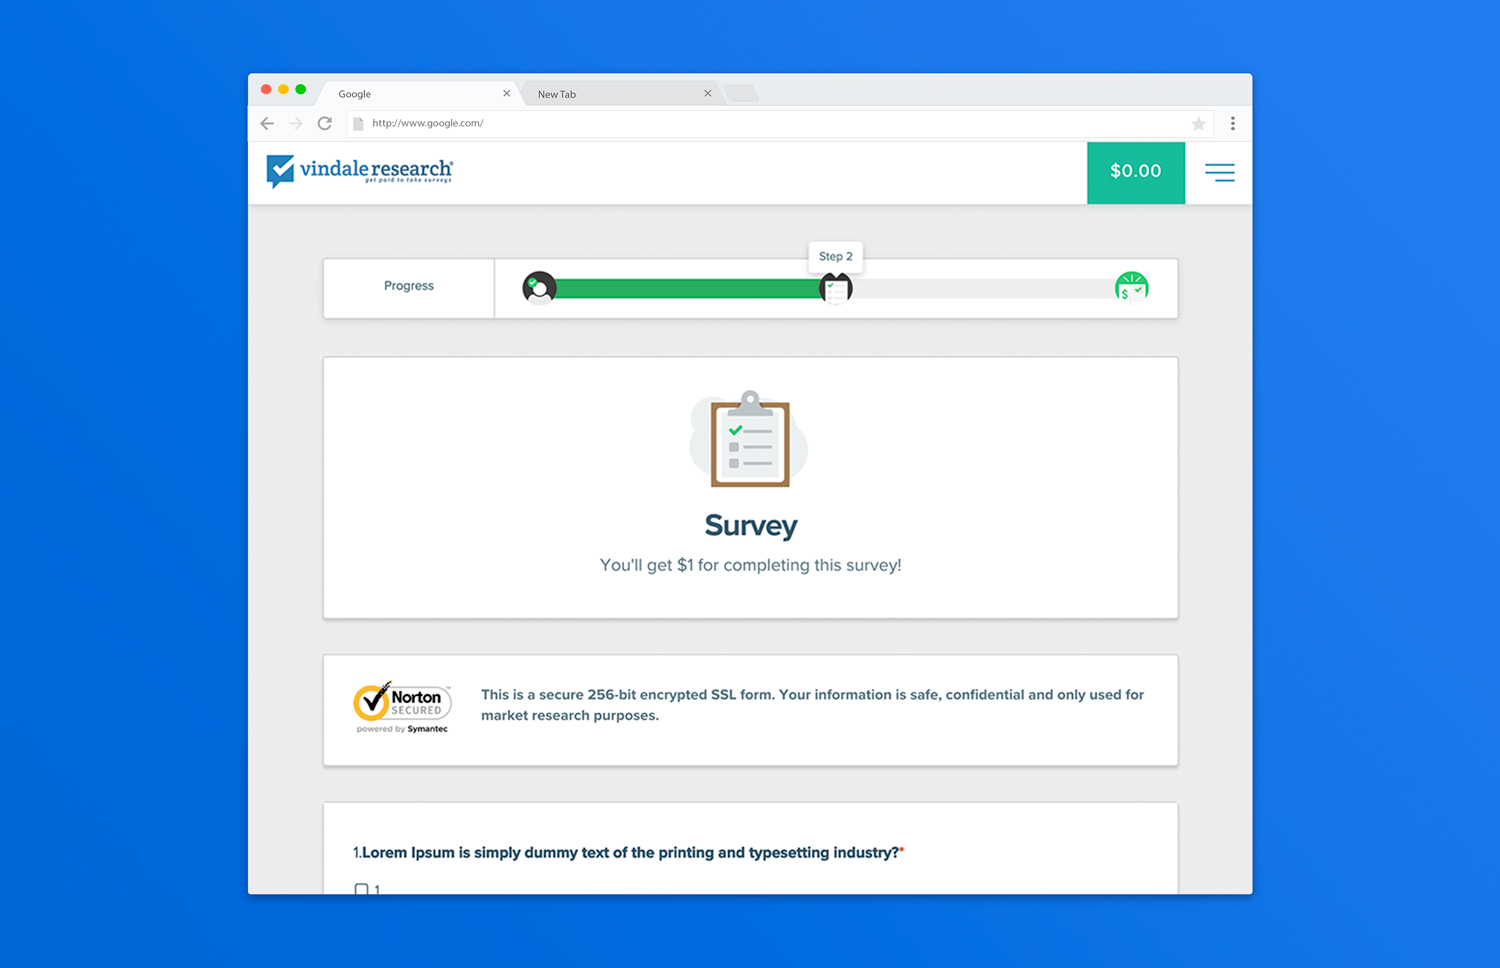 Google
New Tab
http://www.google.com/
vindale research®
get paid to take surveys
$0.00
Step 2
Progress
$
Survey
You'll get $1 for completing this survey!
Norton
SECURED
powered by Symantec
This is a secure 256-bit encrypted SSL form. Your information is safe, confidential and only used for
market research purposes.
1.Lorem Ipsum is simply dummy text of the printing and typesetting industry?*
1